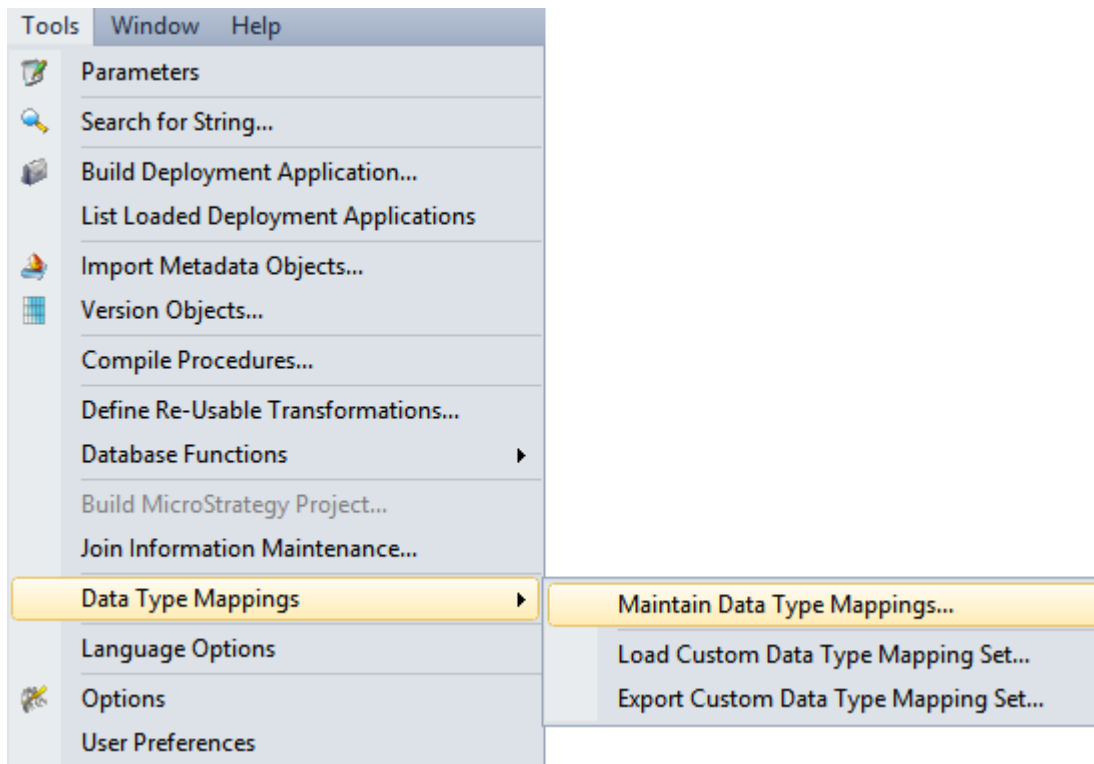 Tools Window Help
Parameters
Search for String...
Build Deployment Application...
List Loaded Deployment Applications
Import Metadata Objects...
Version Objects...
Compile Procedures...
Define Re-Usable Transformations...
Database Functions
Build MicroStrategy Project...
Join Information Maintenance...
Data Type Mappings
Maintain Data Type Mappings...
Load Custom Data Type Mapping Set...
Export Custom Data Type Mapping Set...
Language Options
Options
User Preferences